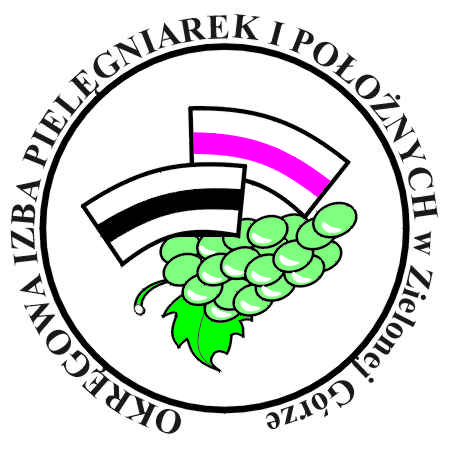 OKRĘGOWA IZBA PIELĘGNIAREK I POŁOŻNYCH w Zielonej Górze